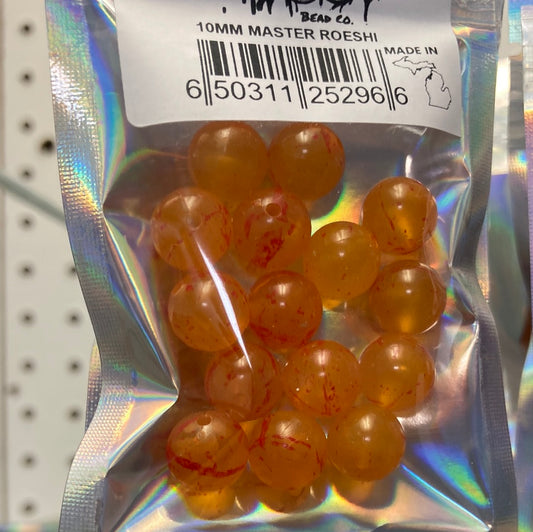 BEAD CO.
10MM MASTER ROESHI
MADE IN
6 50311 25296 6